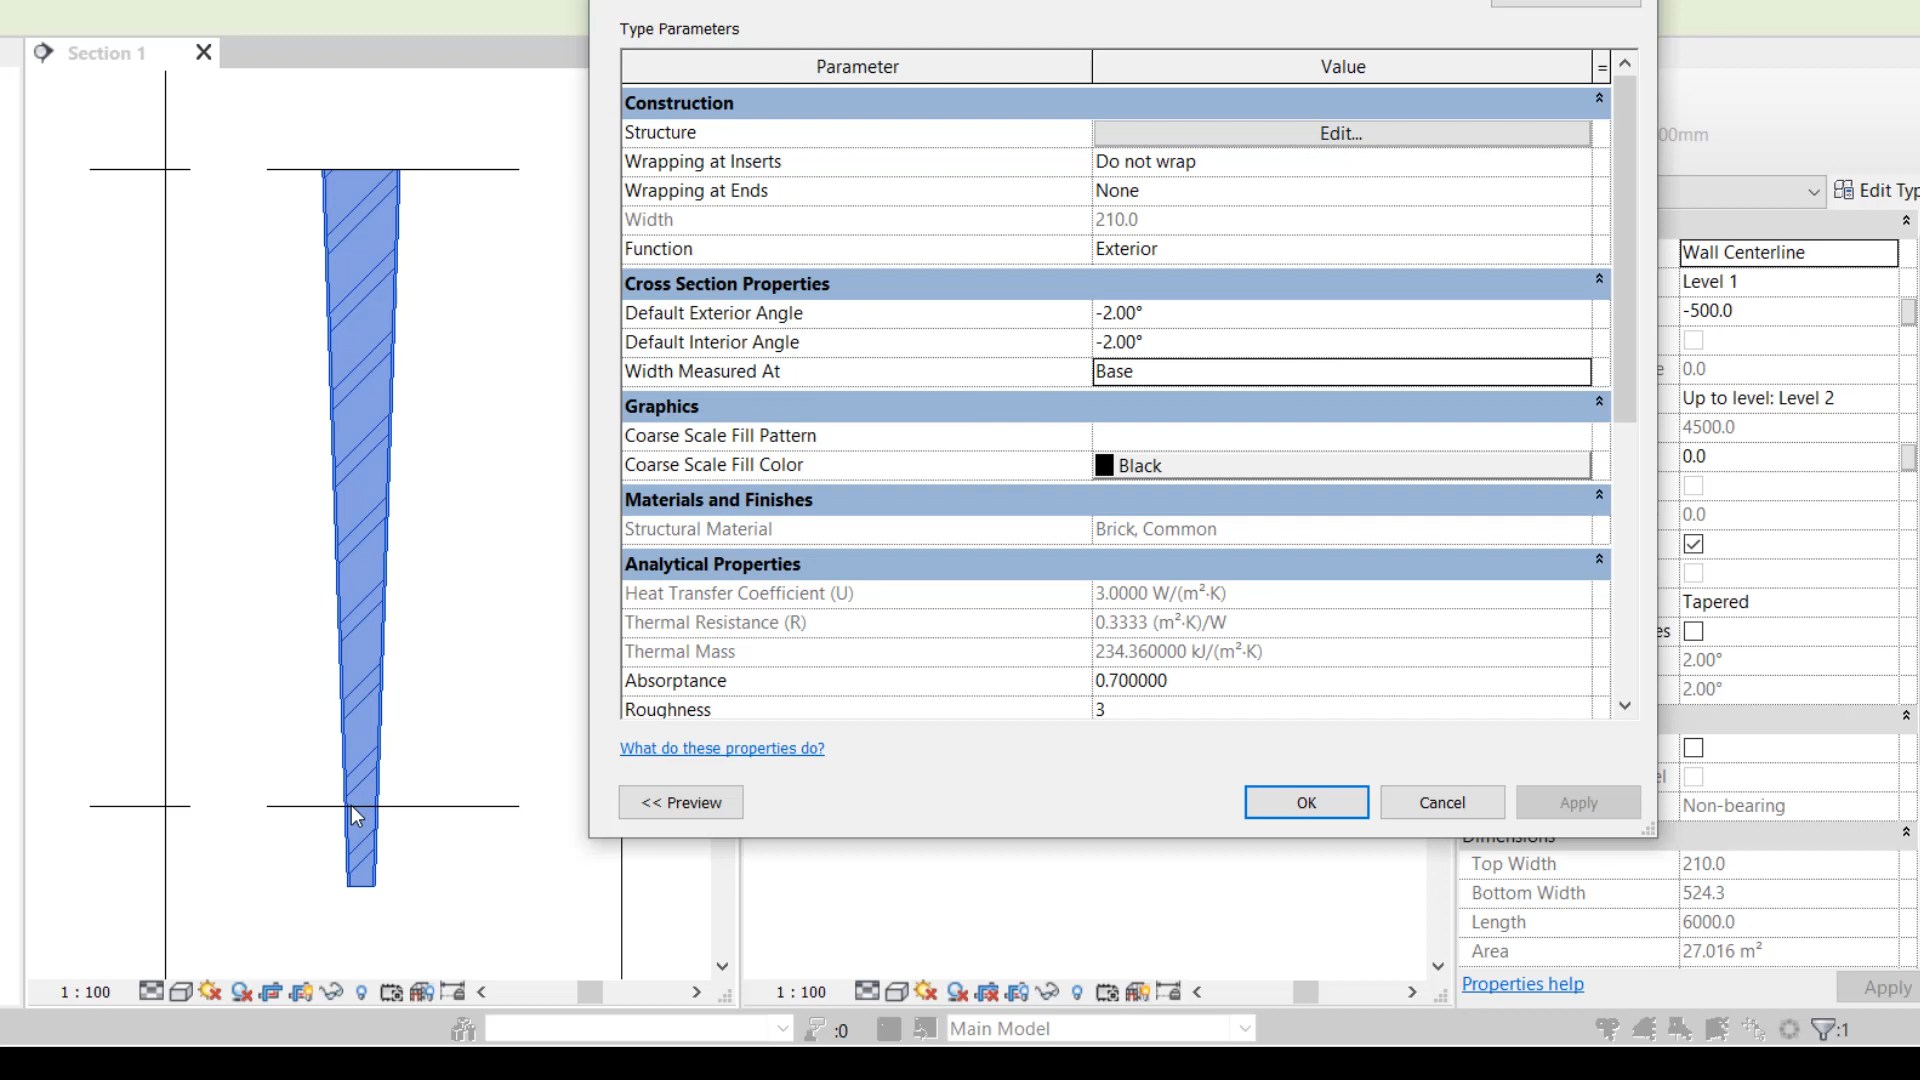 Section 1
Type Parameters
Parameter
Value
=
Construction
Structure
Edit...
Wrapping at Inserts
Do not wrap
Wrapping at Ends
None
Width
210.0
Function
Exterior
Cross Section Properties
Default Exterior Angle
-2.00°
Default Interior Angle
-2.00°
Width Measured At
Base
Graphics
Coarse Scale Fill Pattern
Coarse Scale Fill Color
Black
Materials and Finishes
Structural Material
Brick, Common
Analytical Properties
Heat Transfer Coefficient (U)
3.0000 W/(m²·K)
Thermal Resistance (R)
0.3333 (m²·K)/W
Thermal Mass
234.360000 kJ/(m²·K)
Absorptance
0.700000
Roughness
3
What do these properties do?
<< Preview
OK
Cancel
Apply
00mm
Edit Typ
Wall Centerline
Level 1
-500.0
e
0.0
Up to level: Level 2
4500.0
0.0
0.0
Tapered
es
2.00°
2.00°
el
Non-bearing
Dimensions
Top Width
210.0
Bottom Width
524.3
Length
6000.0
Area
27.016 m²
Properties help
Apply
1 : 100
1 : 100
:0
Main Model
:1